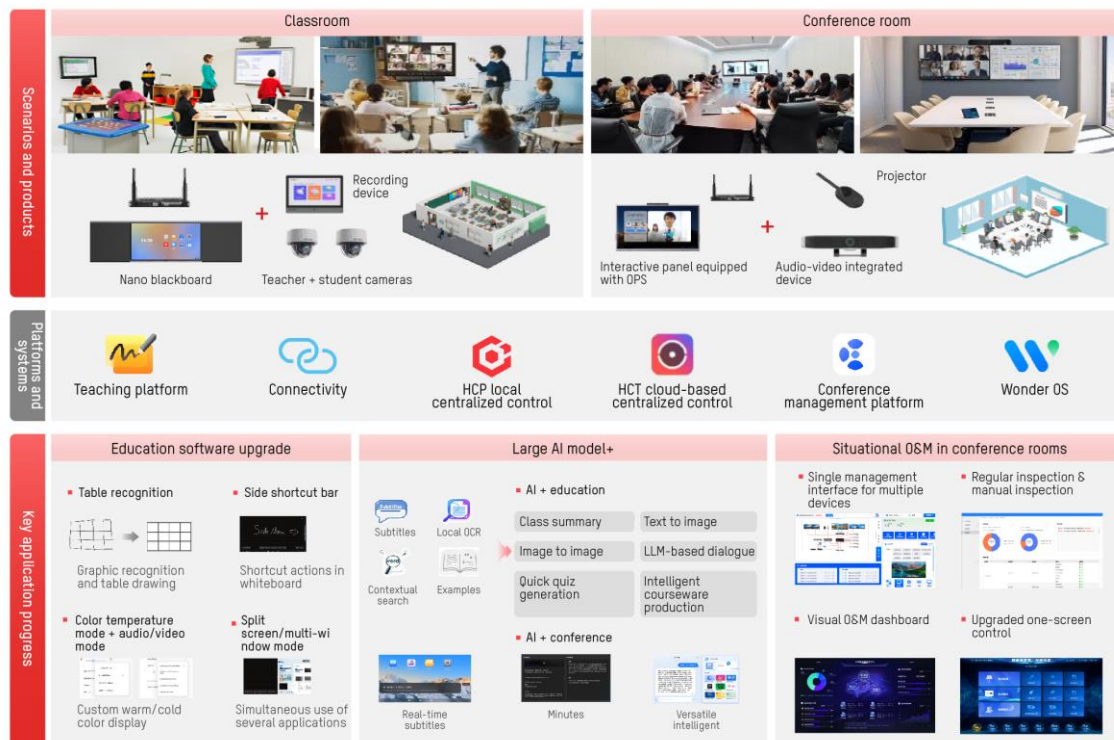 Scenarios and products
Classroom
Conference room
Recording
device
Nano blackboard
Teacher + student cameras
Projector
Interactive panel equipped
with OPS
Audio-video integrated
device
Platforms and
systems
Teaching platform
Connectivity
HCP local
centralized control
HCT cloud-based
centralized control
Conference
management platform
Wonder OS
Key application progress
Education software upgrade
Table recognition
Side shortcut bar
Graphic recognition
and table drawing
Shortcut actions in
whiteboard
Color temperature
mode + audio/video
mode
Split
screen/multi-wi
ndow mode
Custom warm/cold
color display
Simultaneous use of
several applications
Large AI model+
Subtitles
Subtitles
Local OCR
Contextual
search
Examples
AI + education
Class summary
Text to image
Image to image
LLM-based dialogue
Quick quiz
generation
Intelligent
courseware
production
AI + conference
Real-time
subtitles
Minutes
Versatile
intelligent
Situational O&M in conference rooms
Single management
interface for multiple
devices
Regular inspection &
manual inspection
Visual O&M dashboard
Upgraded one-screen
control